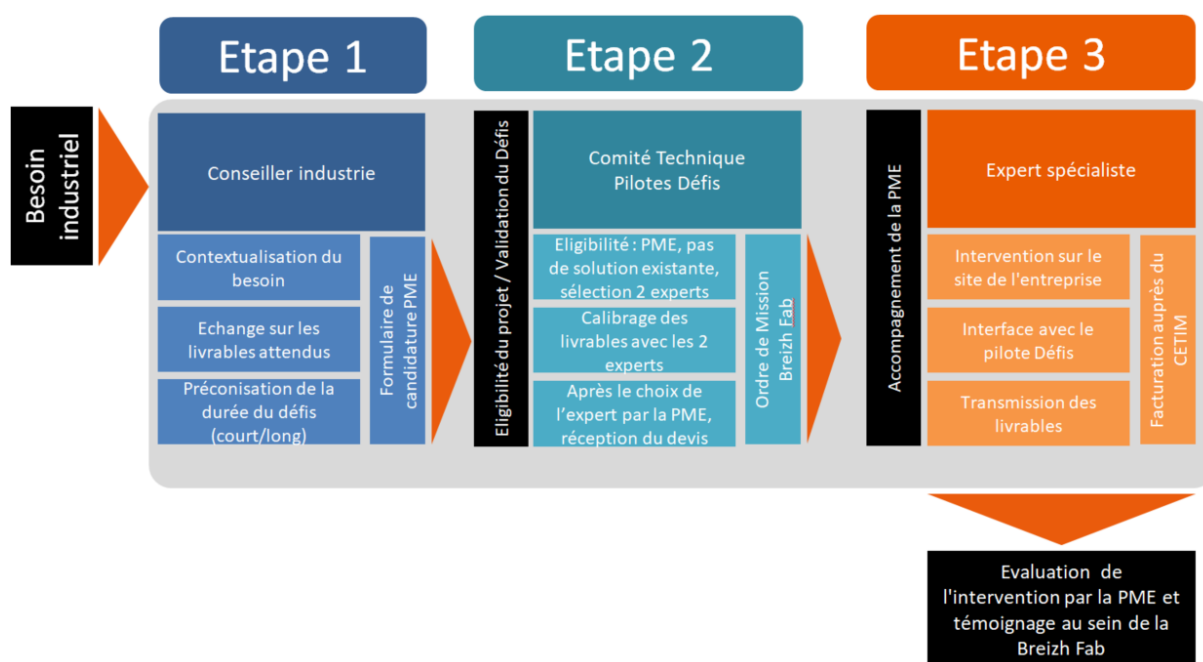 Etape 1
Etape 2
Etape 3
Besoin
industriel
Conseiller industrie
Contextualisation du
besoin
Echange sur les
livrables attendus
Préconisation de la
durée du défis
(court/long)
Formulaire de
candidature PME
Eligibilité du projet / Validation du Défis
Comité Technique
Pilotes Défis
Eligibilité : PME, pas
de solution existante,
sélection 2 experts
Calibrage des
livrables avec les 2
experts
Après le choix de
l’expert par la PME,
réception du devis
Ordre de Mission
Breizh Fab
Accompagnement de la PME
Expert spécialiste
Intervention sur le
site de l'entreprise
Interface avec le
pilote Défis
Transmission des
livrables
Facturation auprès du
CETIM
Evaluation de
l'intervention par la PME et
témoignage au sein de la
Breizh Fab